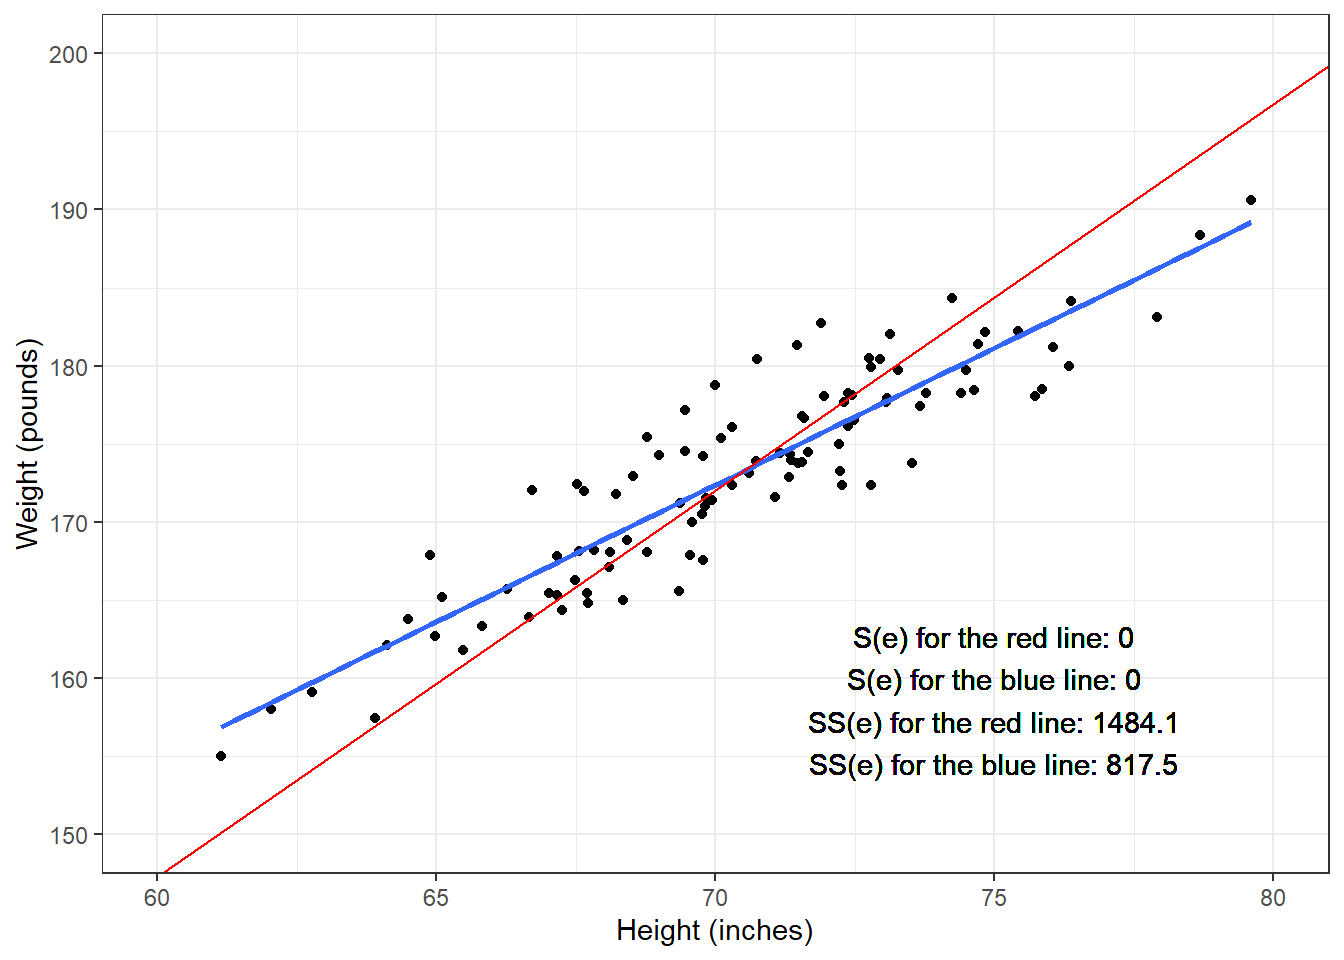 200
190
180
170
160
150
Weight (pounds)
S(e) for the red line: 0
S(e) for the blue line: 0
SS(e) for the red line: 1484.1
SS(e) for the blue line: 817.5
60
65
70
75
80
Height (inches)